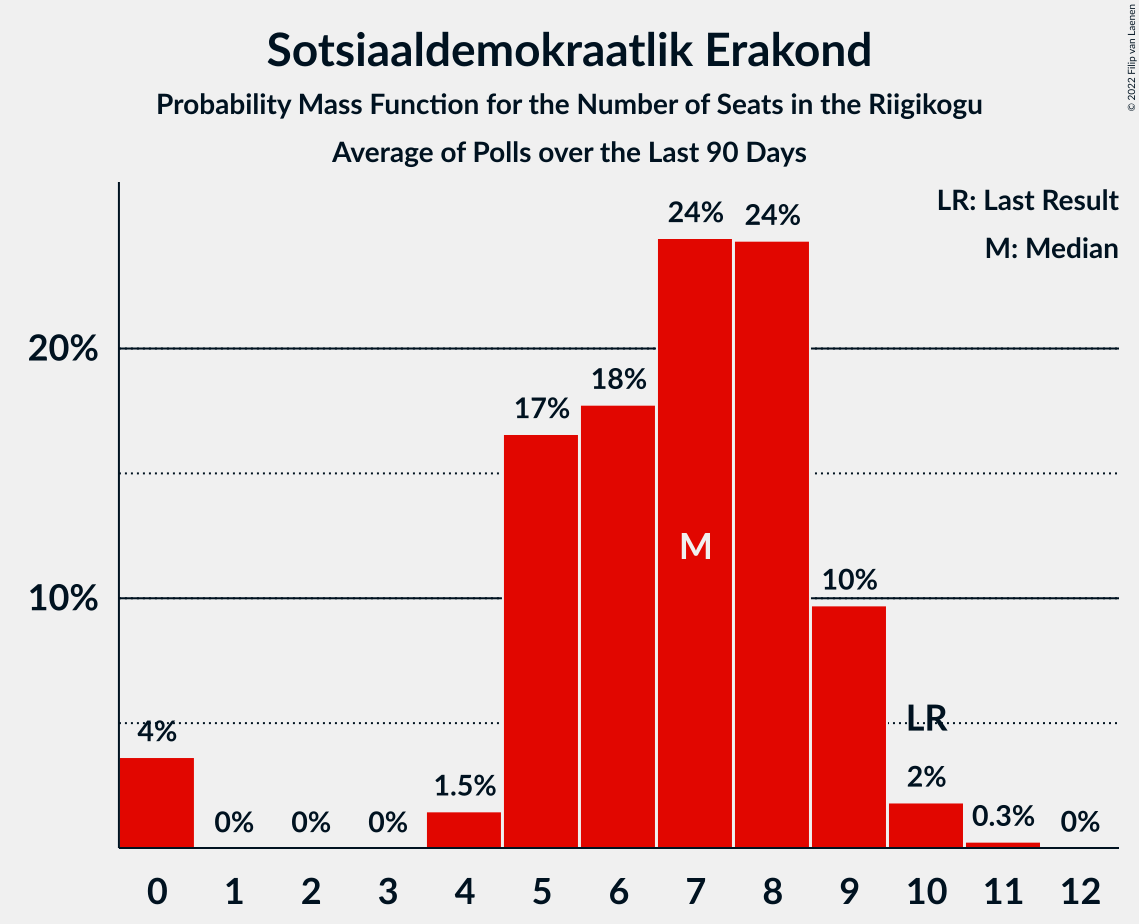 Sotsiaaldemokraatlik Erakond
Probability Mass Function for the Number of Seats in the Riigikogu
Average of Polls over the Last 90 Days
© 2022 Filip van Laenen
LR: Last Result
M: Median
24% 24%
20%
18%
17%
M
10%
10%
LR
4%
2%
1.5%
0.3%
0% 0% 0% 0%
0 1 2 3 4 5 6 7 8 9 10 11 12